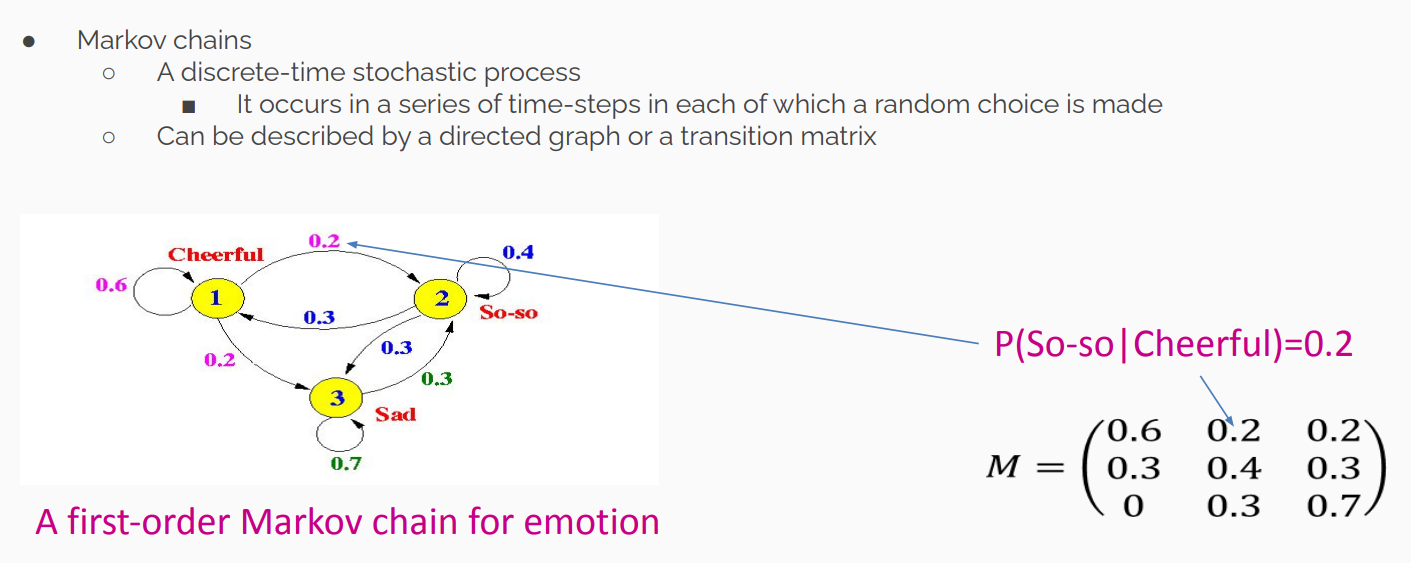 ● Markov chains
○ A discrete-time stochastic process
■ It occurs in a series of time-steps in each of which a random choice is made
○ Can be described by a directed graph or a transition matrix
0.2
Cheerful
0.4
0.6
1
2
0.3
So-so
0.3
0.2
0.3
3
Sad
0.7
A first-order Markov chain for emotion
P(So-so|Cheerful)=0.2
0.6 0.2 0.2
M = 0.3 0.4 0.3
0 0.3 0.7